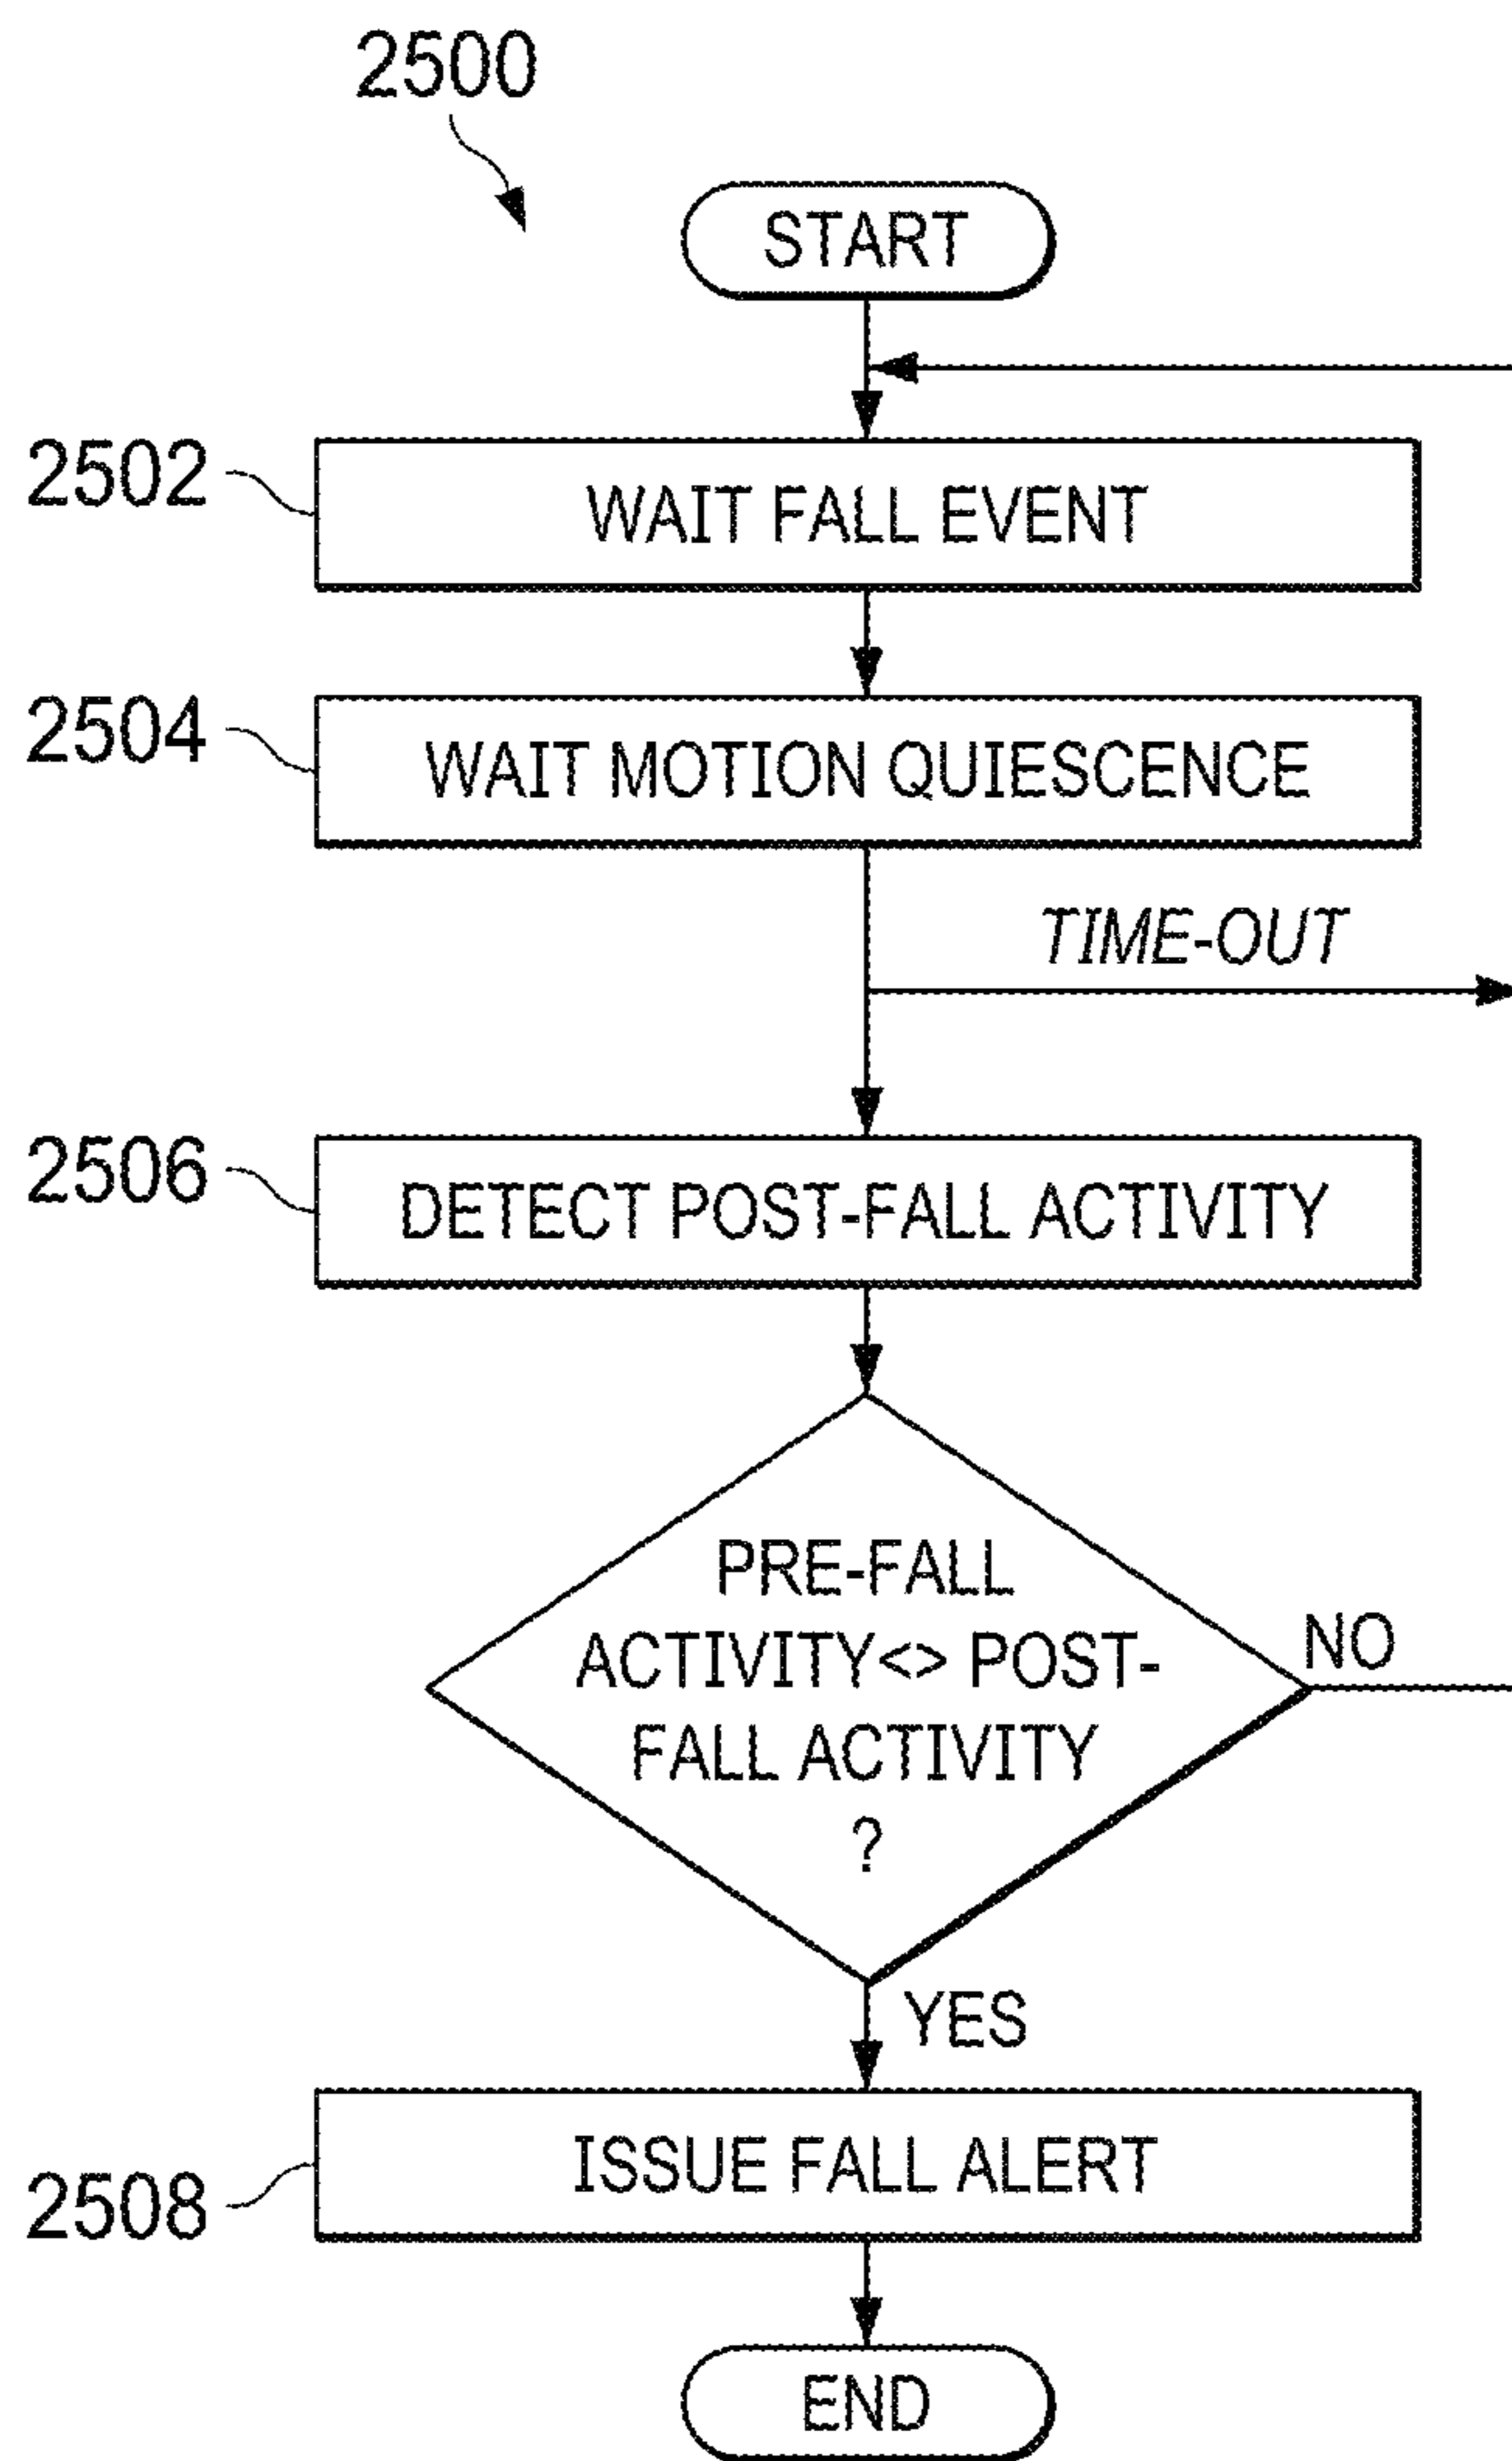 2500
START
2502
WAIT FALL EVENT
2504
WAIT MOTION QUIESCENCE
TIME-OUT
2506
DETECT POST-FALL ACTIVITY
PRE-FALL
ACTIVITY<> POST-
FALL ACTIVITY
?
NO
YES
ISSUE FALL ALERT
2508
END